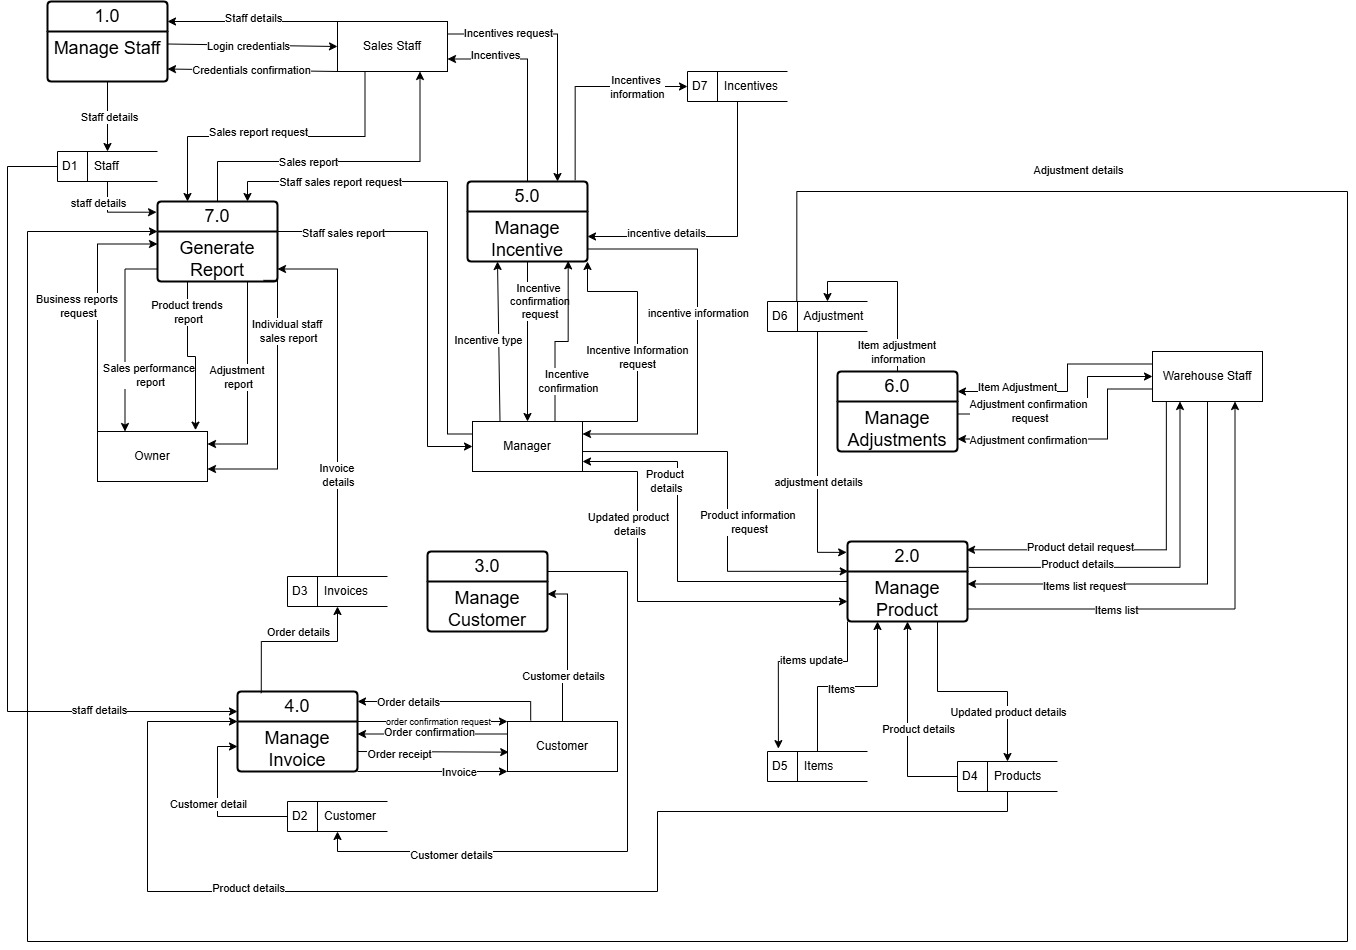 1.0
Manage Staff
Staff details
Login credentials
Credentials confirmation
Sales Staff
Incentives request
Incentives
Incentives
information
D7
Incentives
Staff details
D1
Staff
staff details
Sales report request
Sales report
Staff sales report request
7.0
Generate
Report
Staff sales report
5.0
Manage
Incentive
incentive details
Adjustment details
Business reports
request
Product trends
report
Individual staff
sales report
Sales performance
report
Adjustment
report
Owner
Incentive
confirmation
request
Incentive type
Incentive
confirmation
Incentive Information
request
incentive information
Manager
D6
Adjustment
Item adjustment
information
6.0
Manage
Adjustments
Item Adjustment
Adjustment confirmation
request
Adjustment confirmation
Warehouse Staff
Invoice
details
Product
details
Updated product
details
Product information
request
adjustment details
2.0
Manage
Product
Product detail request
Product details
Items list request
Items list
3.0
Manage
Customer
D3
Invoices
Order details
Customer details
items update
Items
Product details
Updated product details
D5
Items
D4
Products
staff details
4.0
Manage
Invoice
Order details
order confirmation request
Order confirmation
Order receipt
Invoice
Customer
Customer detail
D2
Customer
Customer details
Product details